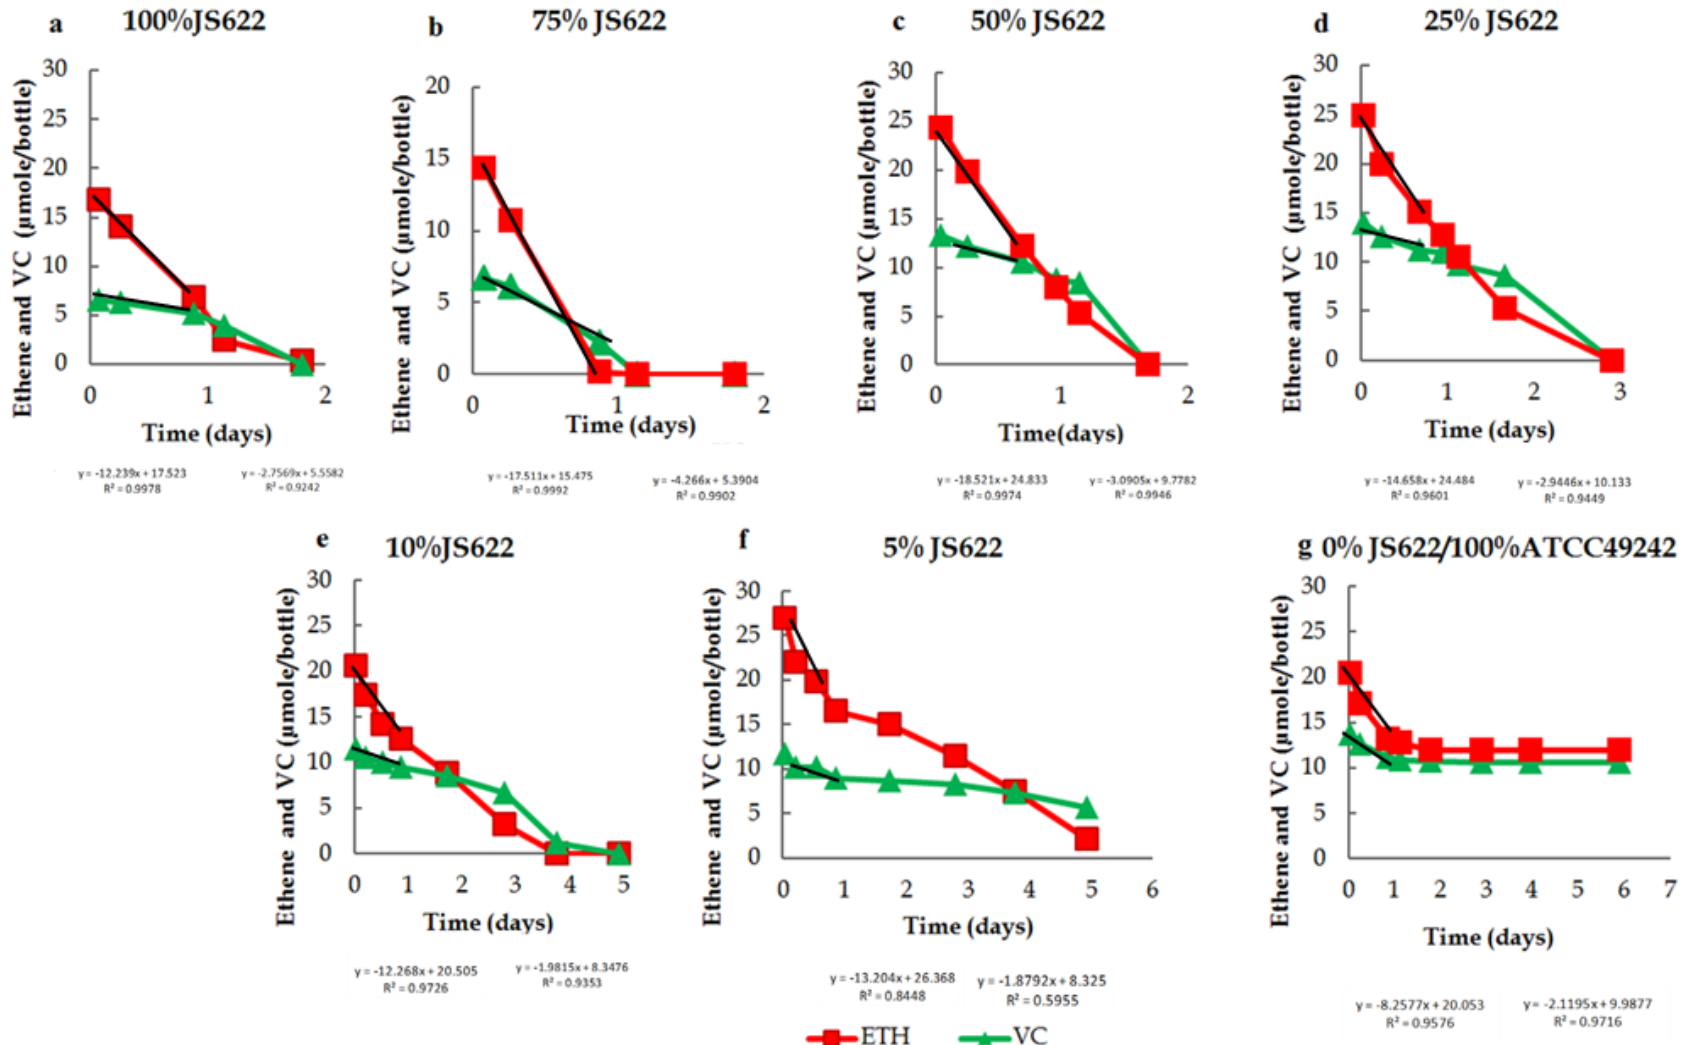 a 100%JS622
Ethene and VC (µmole/bottle)
30
25
20
15
10
5
0
0 1 2
Time (days)
y = -12.239x + 17.523
R² = 0.9978
y = -2.7569x + 5.5582
R² = 0.9242
b 75% JS622
Ethene and VC (µmole/bottle)
20
15
10
5
0
0 1 2
Time (days)
y = -17.511x + 15.475
R² = 0.9992
y = -4.266x + 5.3904
R² = 0.9902
c 50% JS622
Ethene and VC (µmole/bottle)
30
25
20
15
10
5
0
0 1 2
Time(days)
y = -18.521x + 24.833
R² = 0.9974
y = -3.0905x + 9.7782
R² = 0.9946
d 25% JS622
Ethene and VC (µmole/bottle)
30
25
20
15
10
5
0
0 1 2 3
Time (days)
y = -14.658x + 24.484
R² = 0.9601
y = -2.9446x + 10.133
R² = 0.9449
e 10%JS622
Ethene and VC (µmole/bottle)
30
25
20
15
10
5
0
0 1 2 3 4 5
Time (days)
y = -12.268x + 20.505
R² = 0.9726
y = -1.9815x + 8.3476
R² = 0.9353
f 5% JS622
Ethene and VC (µmole/bottle)
30
25
20
15
10
5
0
0 1 2 3 4 5 6
Time (days)
y = -13.204x + 26.368
R² = 0.8448
y = -1.8792x + 8.325
R² = 0.5955
g 0% JS622/100%ATCC49242
Ethene and VC (µmole/bottle)
30
25
20
15
10
5
0
0 1 2 3 4 5 6 7
Time (days)
y = -8.2577x + 20.053
R² = 0.9576
y = -2.1195x + 9.9877
R² = 0.9716
ETH VC